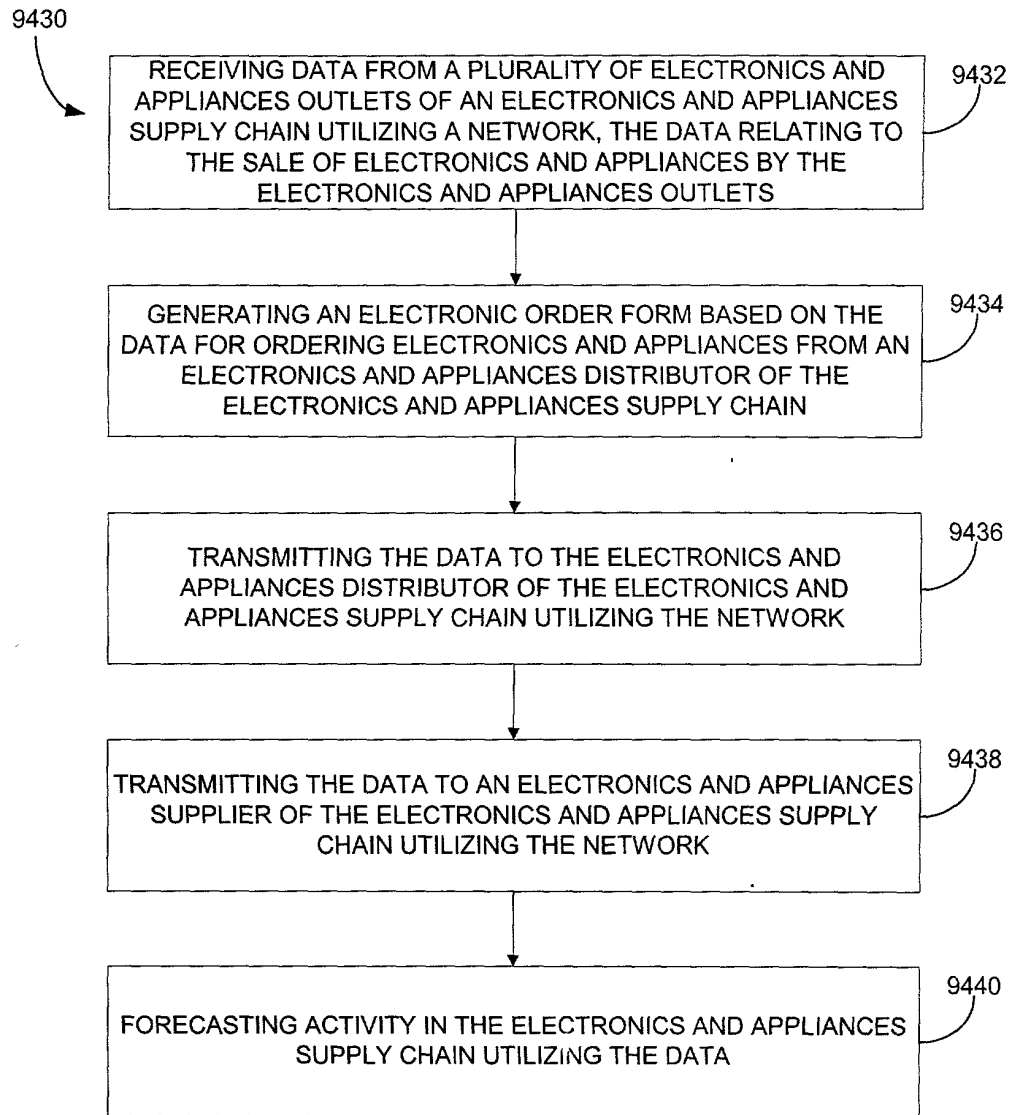 9430
RECEIVING DATA FROM A PLURALITY OF ELECTRONICS AND
APPLIANCES OUTLETS OF AN ELECTRONICS AND APPLIANCES
SUPPLY CHAIN UTILIZING A NETWORK, THE DATA RELATING TO
THE SALE OF ELECTRONICS AND APPLIANCES BY THE
ELECTRONICS AND APPLIANCES OUTLETS
9432
GENERATING AN ELECTRONIC ORDER FORM BASED ON THE
DATA FOR ORDERING ELECTRONICS AND APPLIANCES FROM AN
ELECTRONICS AND APPLIANCES DISTRIBUTOR OF THE
ELECTRONICS AND APPLIANCES SUPPLY CHAIN
9434
TRANSMITTING THE DATA TO THE ELECTRONICS AND
APPLIANCES DISTRIBUTOR OF THE ELECTRONICS AND
APPLIANCES SUPPLY CHAIN UTILIZING THE NETWORK
9436
TRANSMITTING THE DATA TO AN ELECTRONICS AND APPLIANCES
SUPPLIER OF THE ELECTRONICS AND APPLIANCES SUPPLY
CHAIN UTILIZING THE NETWORK
9438
FORECASTING ACTIVITY IN THE ELECTRONICS AND APPLIANCES
SUPPLY CHAIN UTILIZING THE DATA
9440